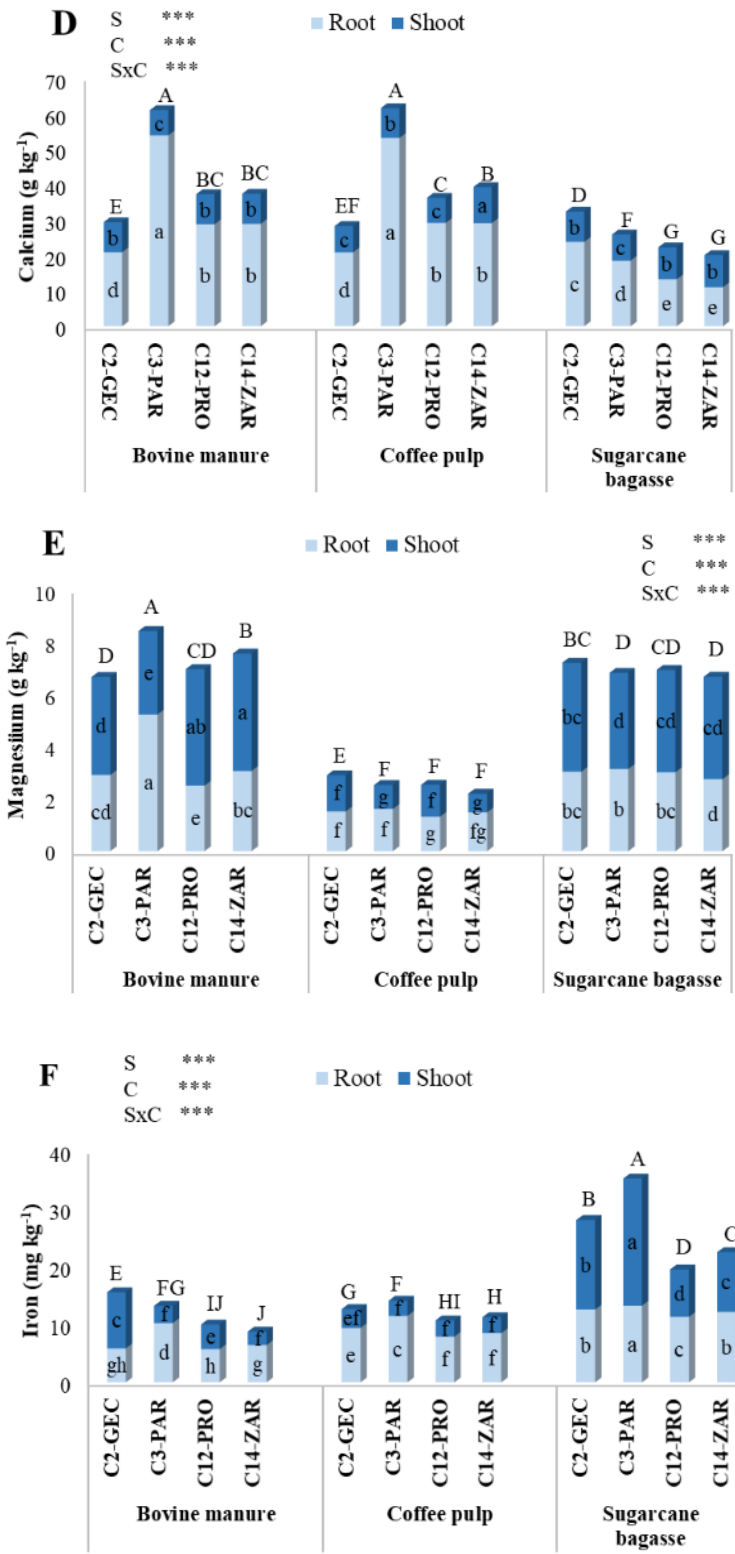 D
S ***
C ***
SxC ***
Root Shoot
Calcium (g kg-1)
70
60
50
40
30
20
10
0
E A BC BC EF A C B D F G G
b c b b c b c a b c b b
d a b b d a b b c d e e
C2-GEC C3-PAR C12-PRO C14-ZAR C2-GEC C3-PAR C12-PRO C14-ZAR C2-GEC C3-PAR C12-PRO C14-ZAR
Bovine manure Coffee pulp Sugarcane
bagasse
E
Root Shoot
S ***
C ***
SxC ***
Magnesiium (g kg-1)
10
8
6
4
2
0
D A CD B E F F F BC D CD D
d e ab a f g f g bc d cd cd
cd a e bc f f g fg bc b bc d
C2-GEC C3-PAR C12-PRO C14-ZAR C2-GEC C3-PAR C12-PRO C14-ZAR C2-GEC C3-PAR C12-PRO C14-ZAR
Bovine manure Coffee pulp Sugarcane bagasse
F
S ***
C ***
SxC ***
Root Shoot
Iron (mg kg-1)
40
30
20
10
0
E FG IJ J G F HI H B A D C
c f e f ef f f f b a d c
gh d h g e c f f b a c b
C2-GEC C3-PAR C12-PRO C14-ZAR C2-GEC C3-PAR C12-PRO C14-ZAR C2-GEC C3-PAR C12-PRO C14-ZAR
Bovine manure Coffee pulp Sugarcane
bagasse